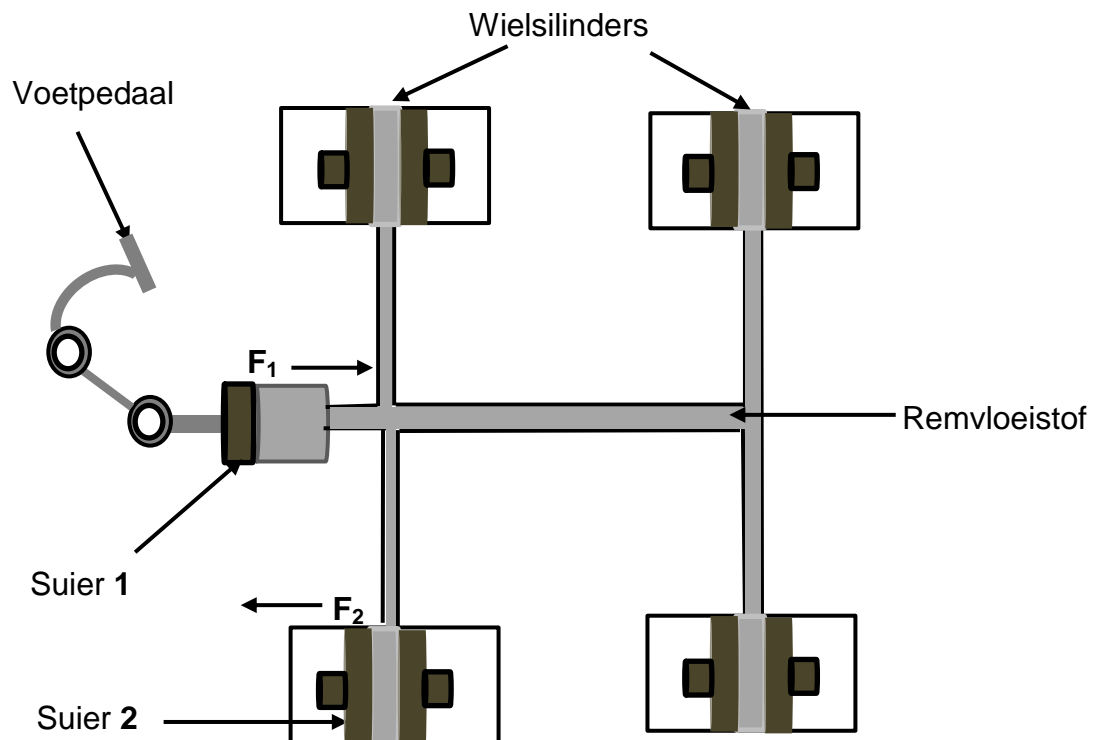 Wielsilinders
Voetpedaal
F₁
Remvloeistof
Suier 1
F₂
Suier 2